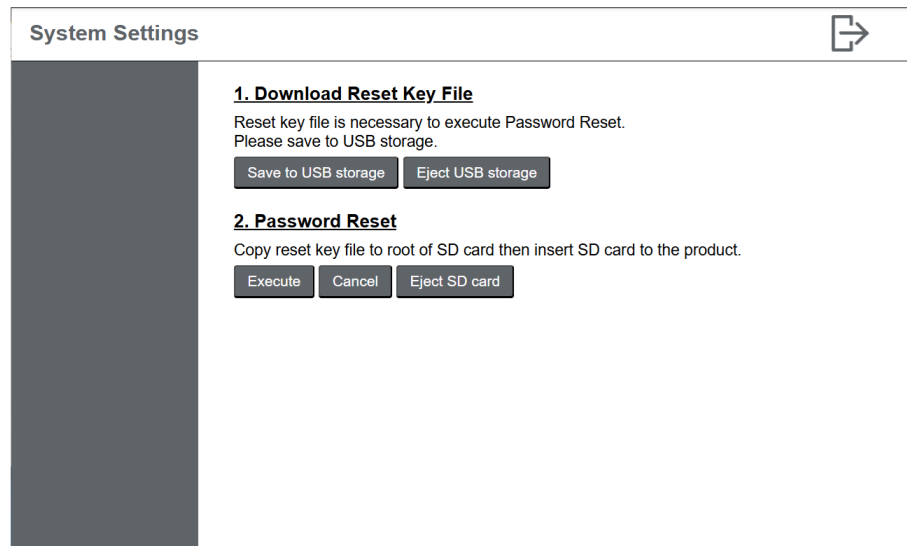 System Settings
1. Download Reset Key File
Reset key file is necessary to execute Password Reset.
Please save to USB storage.
Save to USB storage Eject USB storage
2. Password Reset
Copy reset key file to root of SD card then insert SD card to the product.
Execute Cancel Eject SD card